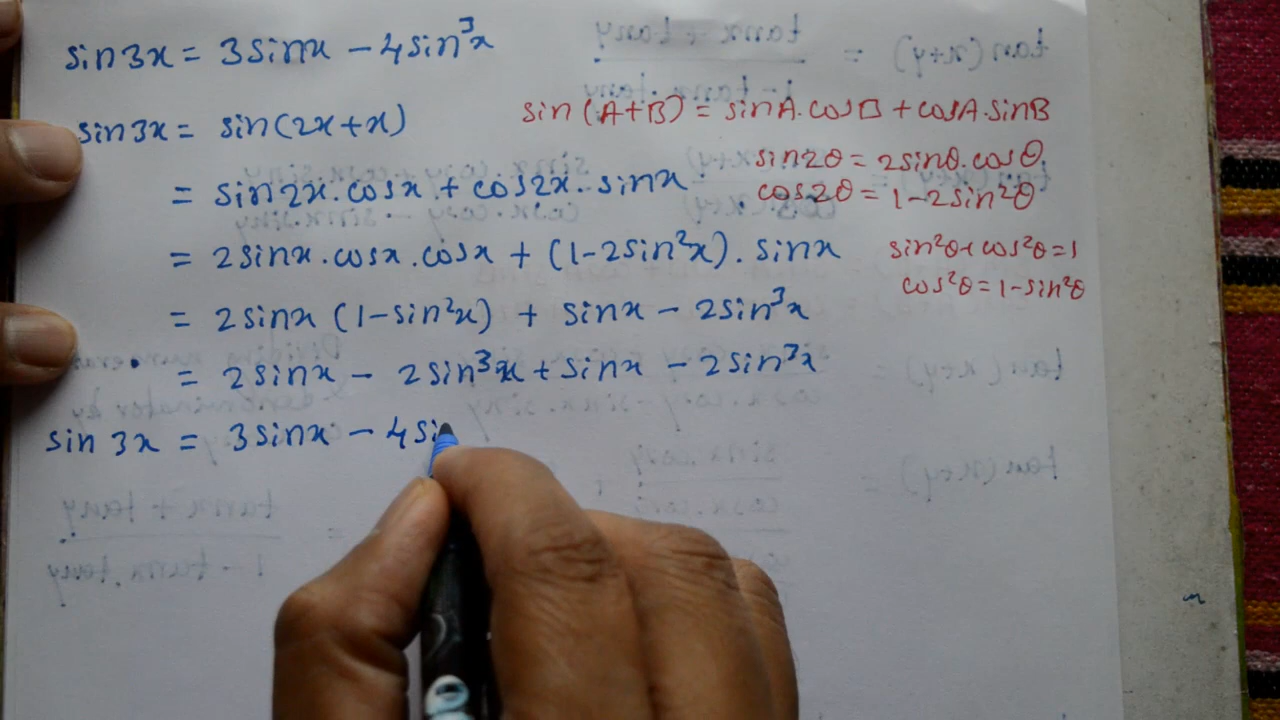 sin3x = 3sinx - 4sin³x
sin3x = sin(2x+x)
sin(A+B) = sinA.cosB + cosA.sinB
sin2θ = 2sinθ.cosθ
= sin2x.cosx + cos2x.sinx
cos2θ = 1-2sin²θ
= 2sinx.cosx.cosx + (1-2sin²x).sinx
sin²θ+cos²θ=1
cos²θ=1-sin²θ
= 2sinx (1-sin²x) + sinx - 2sin³x
= 2sinx - 2sin³x + sinx - 2sin³x
sin 3x = 3sinx - 4si